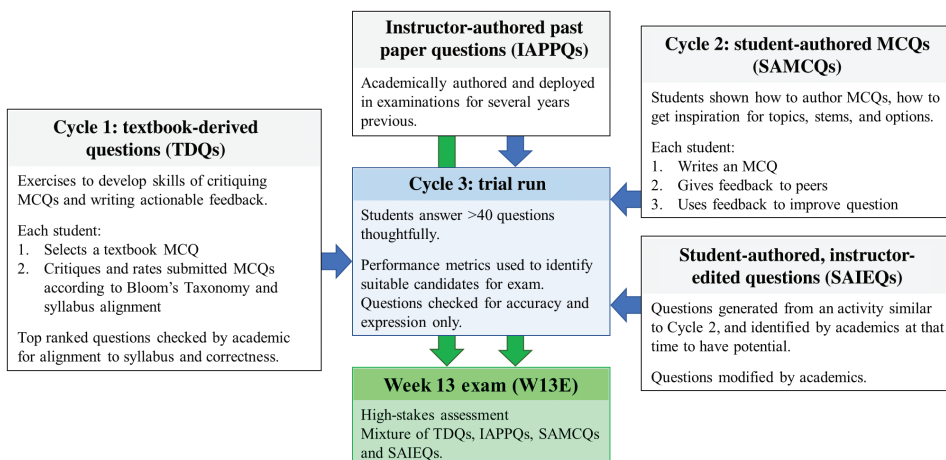 Instructor-authored past
paper questions (IAPPQs)
Academically authored and deployed
in examinations for several years
previous.
Cycle 1: textbook-derived
questions (TDQs)
Exercises to develop skills of critiquing
MCQs and writing actionable feedback.
Each student:
1. Selects a textbook MCQ
2. Critiques and rates submitted MCQs
according to Bloom's Taxonomy and
syllabus alignment
Top ranked questions checked by academic
for alignment to syllabus and correctness.
Cycle 2: student-authored MCQs
(SAMCQs)
Students shown how to author MCQs, how to
get inspiration for topics, stems, and options.
Each student:
1. Writes an MCQ
2. Gives feedback to peers
3. Uses feedback to improve question
Cycle 3: trial run
Students answer >40 questions
thoughtfully.
Performance metrics used to identify
suitable candidates for exam.
Questions checked for accuracy and
expression only.
Student-authored, instructor-
edited questions (SAIEQs)
Questions generated from an activity similar
to Cycle 2, and identified by academics at that
time to have potential.
Questions modified by academics.
Week 13 exam (W13E)
High-stakes assessment
Mixture of TDQs, IAPPQs, SAMCQs
and SAIEQs.